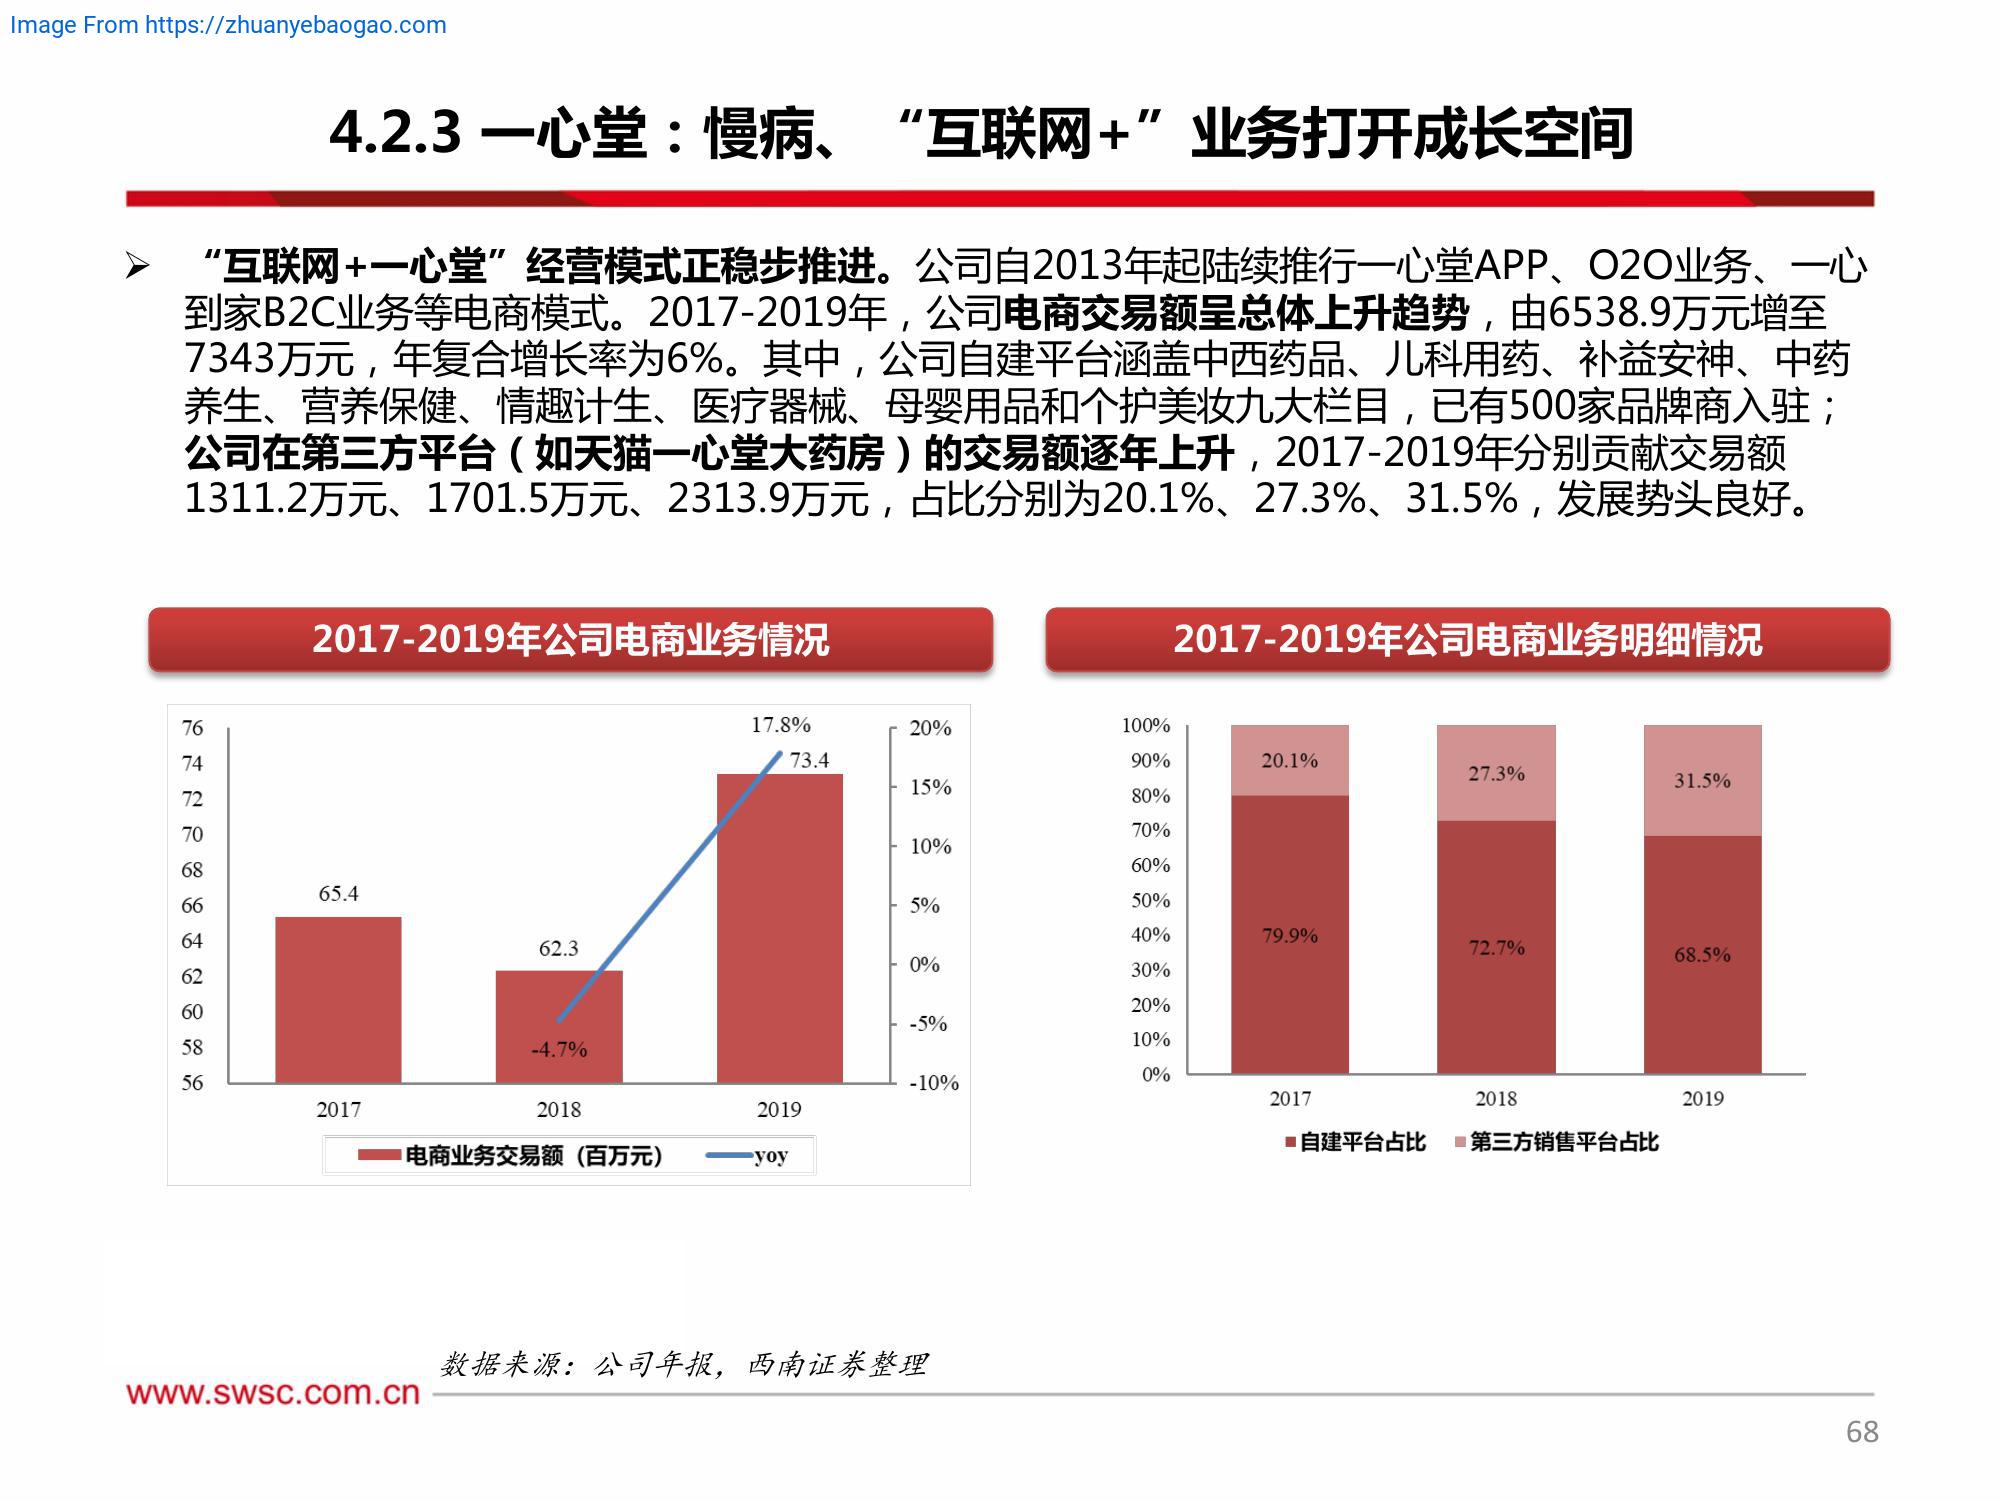 Image From https://zhuanyebaogao.com
4.2.3 一心堂：慢病、“互联网+”业务打开成长空间
“互联网+一心堂”经营模式正稳步推进。公司自2013年起陆续推行一心堂APP、O2O业务、一心
到家B2C业务等电商模式。2017-2019年，公司电商交易额呈总体上升趋势，由6538.9万元增至
7343万元，年复合增长率为6%。其中，公司自建平台涵盖中西药品、儿科用药、补益安神、中药
养生、营养保健、情趣计生、医疗器械、母婴用品和个护美妆九大栏目，已有500家品牌商入驻；
公司在第三方平台（如天猫一心堂大药房）的交易额逐年上升，2017-2019年分别贡献交易额
1311.2万元、1701.5万元、2313.9万元，占比分别为20.1%、27.3%、31.5%，发展势头良好。
2017-2019年公司电商业务情况
76
74
72
70
68
66
64
62
60
58
56
65.4
62.3
-4.7%
17.8%
73.4
20%
15%
10%
5%
0%
-5%
-10%
2017 2018 2019
电商业务交易额（百万元） yoy
2017-2019年公司电商业务明细情况
100%
90%
80%
70%
60%
50%
40%
30%
20%
10%
0%
20.1% 27.3% 31.5%
79.9% 72.7% 68.5%
2017 2018 2019
自建平台占比 第三方销售平台占比
数据来源：公司年报，西南证券整理
www.swsc.com.cn
68